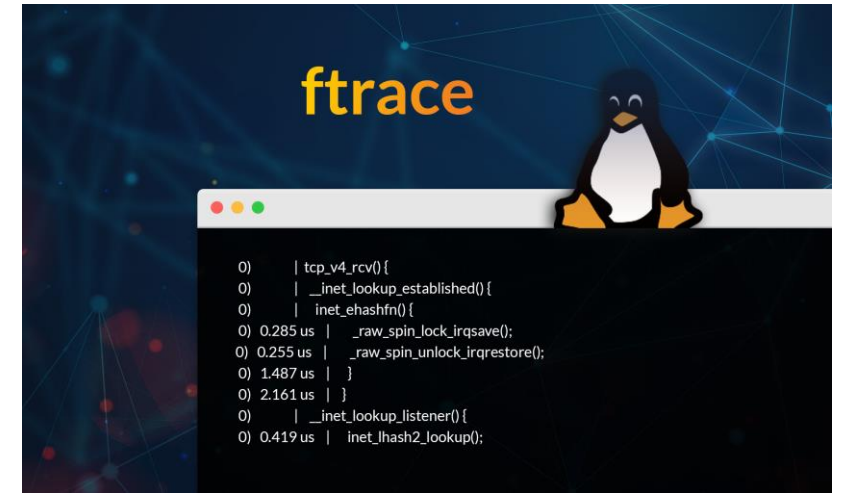 ftrace
0) | tcp_v4_rcv() {
0) | __inet_lookup_established() {
0) | inet_ehashfn() {
0) 0.285 us | _raw_spin_lock_irqsave();
0) 0.255 us | _raw_spin_unlock_irqrestore();
0) 1.487 us | }
0) 2.161 us | }
0) | __inet_lookup_listener() {
0) 0.419 us | inet_lhash2_lookup();